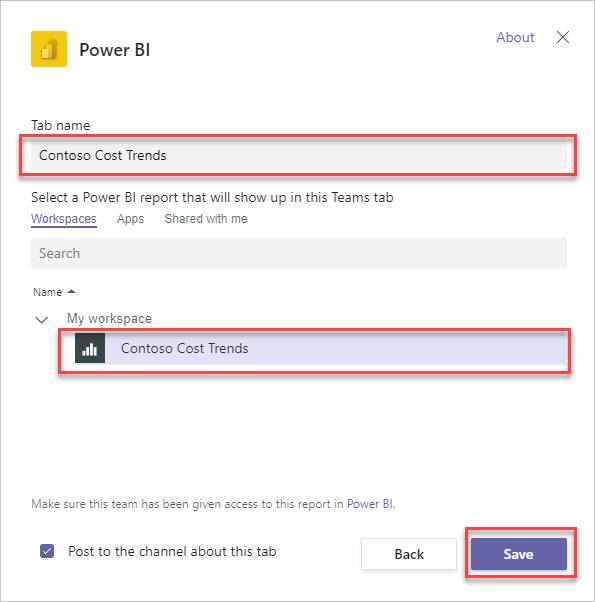 Power BI
About
Tab name
Contoso Cost Trends
Select a Power BI report that will show up in this Teams tab
Workspaces Apps Shared with me
Search
Name
My workspace
Contoso Cost Trends
Make sure this team has been given access to this report in Power BI.
Post to the channel about this tab
Back
Save